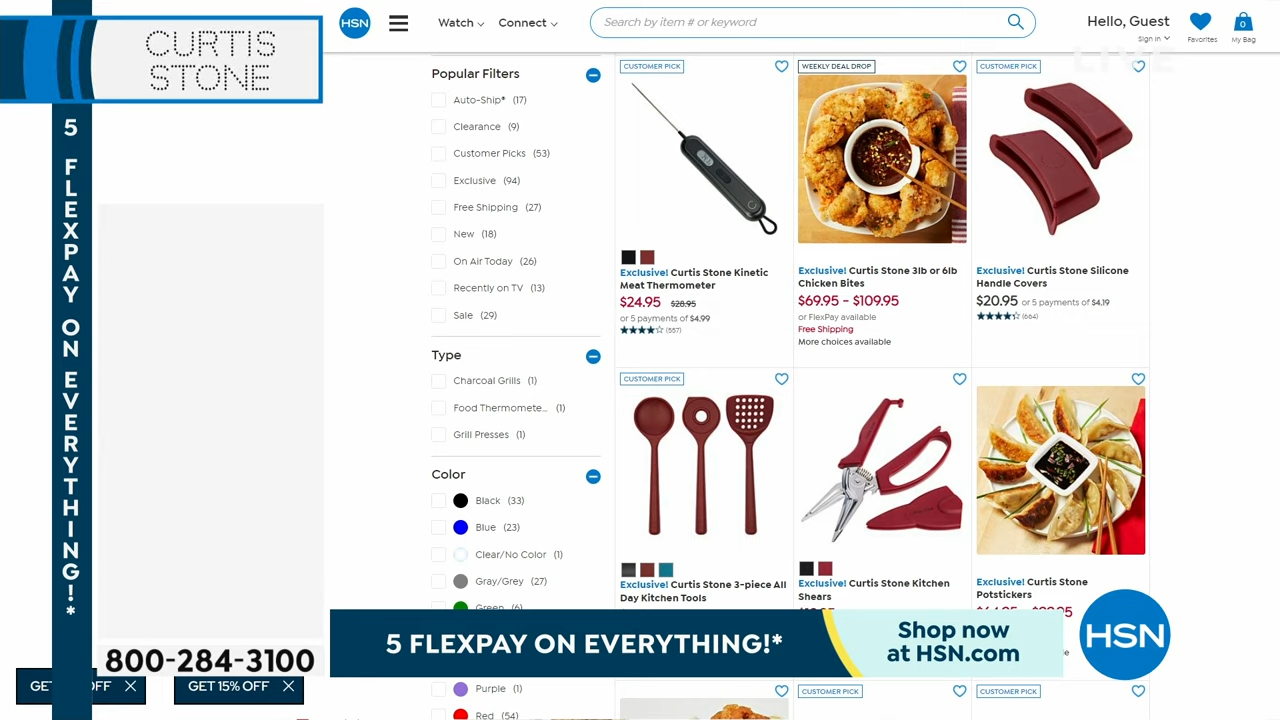 CURTIS
STONE
5 FLEXPAY ON EVERYTHING!*
800-284-3100
GET
OFF
GET 15% OFF
HSN
Watch
Connect
Search by item # or keyword
Hello, Guest
Sign in
Favorites
0
My Bag
LIVE
Popular Filters
Auto-Ship® (17)
Clearance (9)
Customer Picks (53)
Exclusive (94)
Free Shipping (27)
New (18)
On Air Today (26)
Recently on TV (13)
Sale (29)
Type
Charcoal Grills (1)
Food Thermomete... (1)
Grill Presses (1)
Color
Black (33)
Blue (23)
Clear/No Color (1)
Gray/Grey (27)
Green (6)
Purple (1)
Red (54)
CUSTOMER PICK
Exclusive! Curtis Stone Kinetic
Meat Thermometer
$24.95 $28.95
or 5 payments of $4.99
(557)
WEEKLY DEAL DROP
Exclusive! Curtis Stone 3lb or 6lb
Chicken Bites
$69.95 - $109.95
or FlexPay available
Free Shipping
More choices available
CUSTOMER PICK
Exclusive! Curtis Stone Silicone
Handle Covers
$20.95 or 5 payments of $4.19
(664)
CUSTOMER PICK
Exclusive! Curtis Stone 3-piece All
Day Kitchen Tools
Exclusive! Curtis Stone Kitchen
Shears
Exclusive! Curtis Stone
Potstickers
5 FLEXPAY ON EVERYTHING!*
Shop now
at HSN.com
HSN
CUSTOMER PICK
CUSTOMER PICK